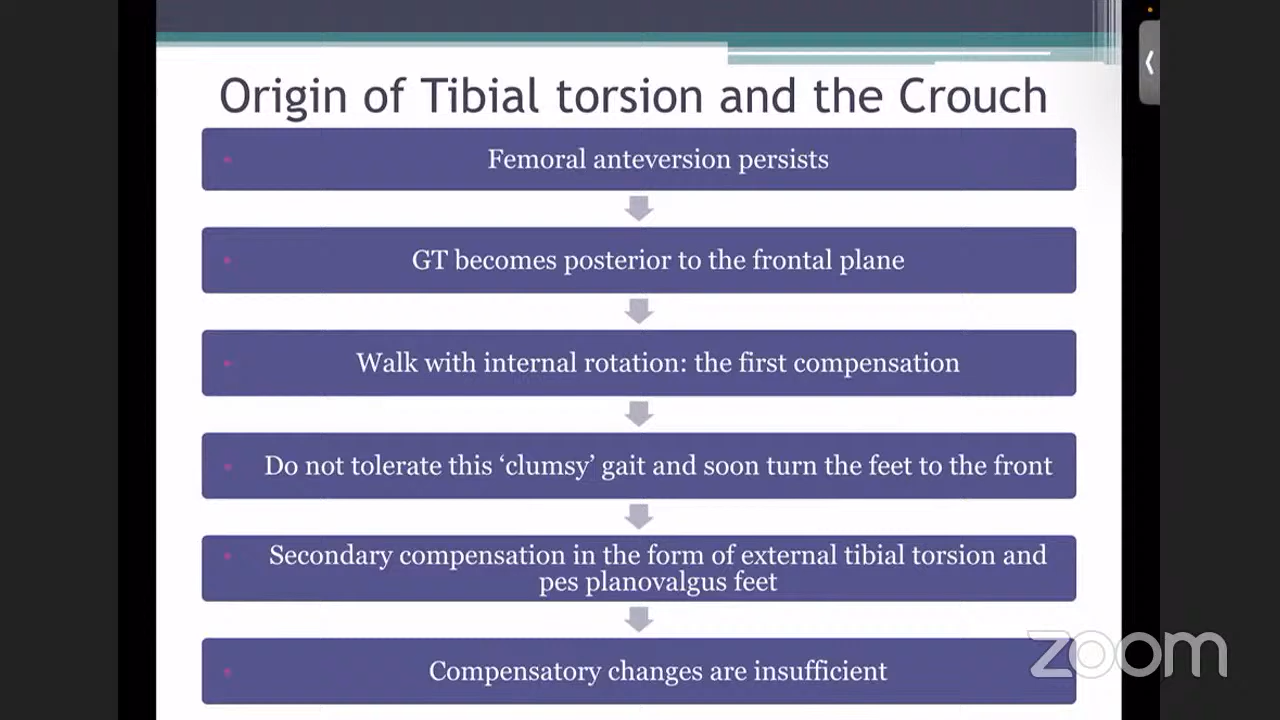 Origin of Tibial torsion and the Crouch
Femoral anteversion persists
GT becomes posterior to the frontal plane
Walk with internal rotation: the first compensation
Do not tolerate this ‘clumsy’ gait and soon turn the feet to the front
Secondary compensation in the form of external tibial torsion and
pes planovalgus feet
Compensatory changes are insufficient
zoom